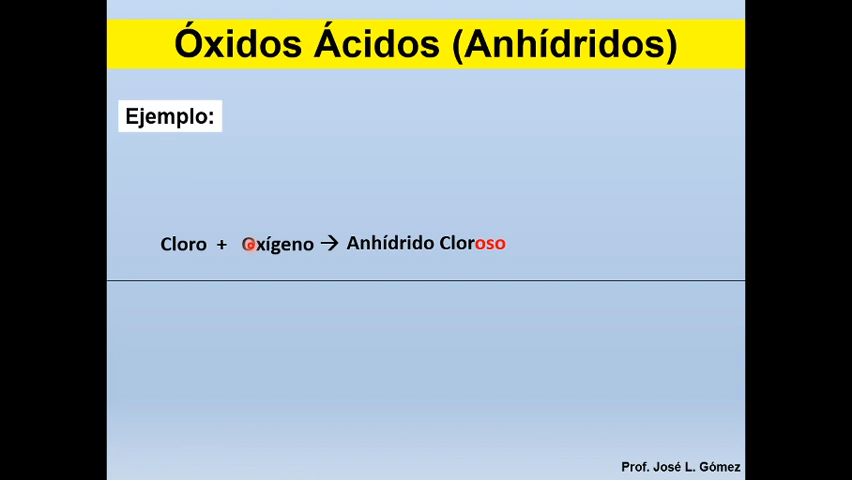 Óxidos Ácidos (Anhídridos)
Ejemplo:
Cloro + Oxígeno → Anhídrido Cloroso
Prof. José L. Gómez